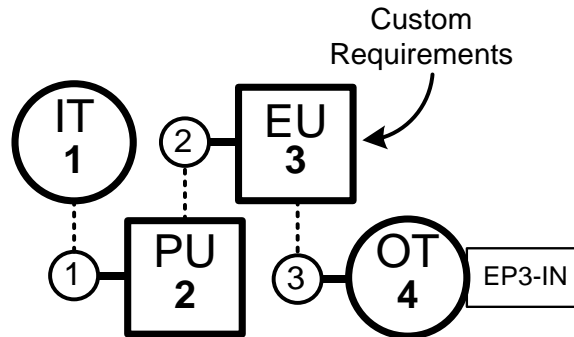 Custom
Requirements
IT
1
2
EU
3
1
PU
2
3
OT
4
EP3-IN